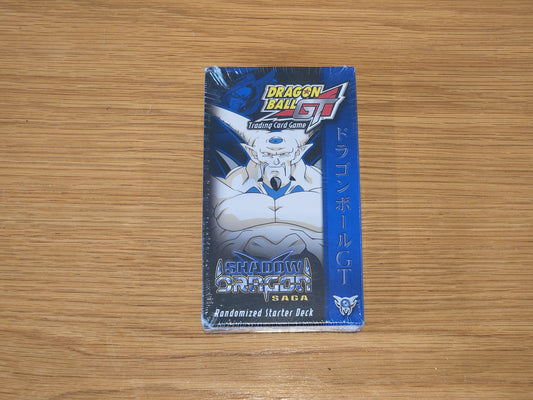 DRAGON
BALL GT
Trading Card Game
ドラゴンボールGT
SHADOW
DRAGON
SAGA
Randomized Starter Deck